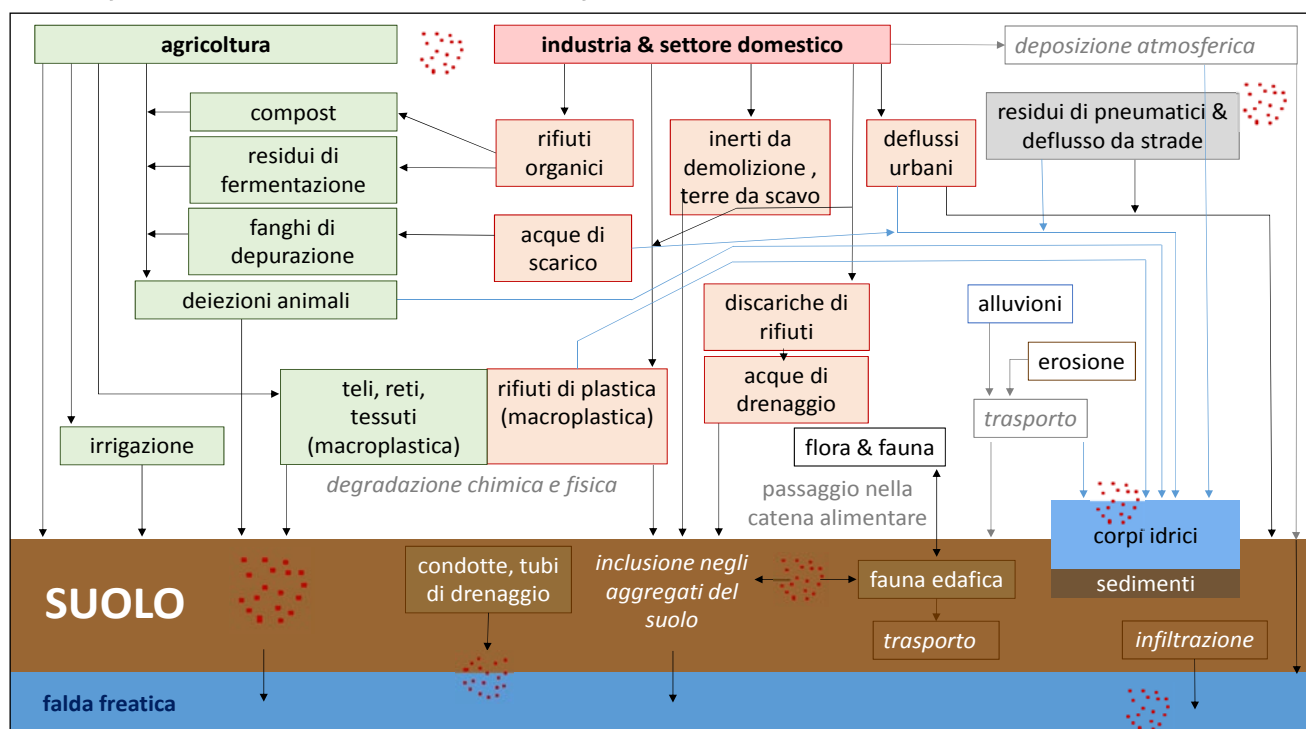 agricoltura
industria & settore domestico
deposizione atmosferica
compost
rifiuti
organici
inerti da
demolizione ,
terre da scavo
deflussi
urbani
residui di pneumatici &
deflusso da strade
residui di
fermentazione
fanghi di
depurazione
acque di
scarico
deiezioni animali
discariche di
rifiuti
alluvioni
erosione
teli, reti,
tessuti
(macroplastica)
rifiuti di plastica
(macroplastica)
acque di
drenaggio
trasporto
irrigazione
flora & fauna
degradazione chimica e fisica
passaggio nella
catena alimentare
corpi idrici
sedimenti
SUOLO
condotte, tubi
di drenaggio
inclusione negli
aggregati del
suolo
fauna edafica
trasporto
infiltrazione
falda freatica